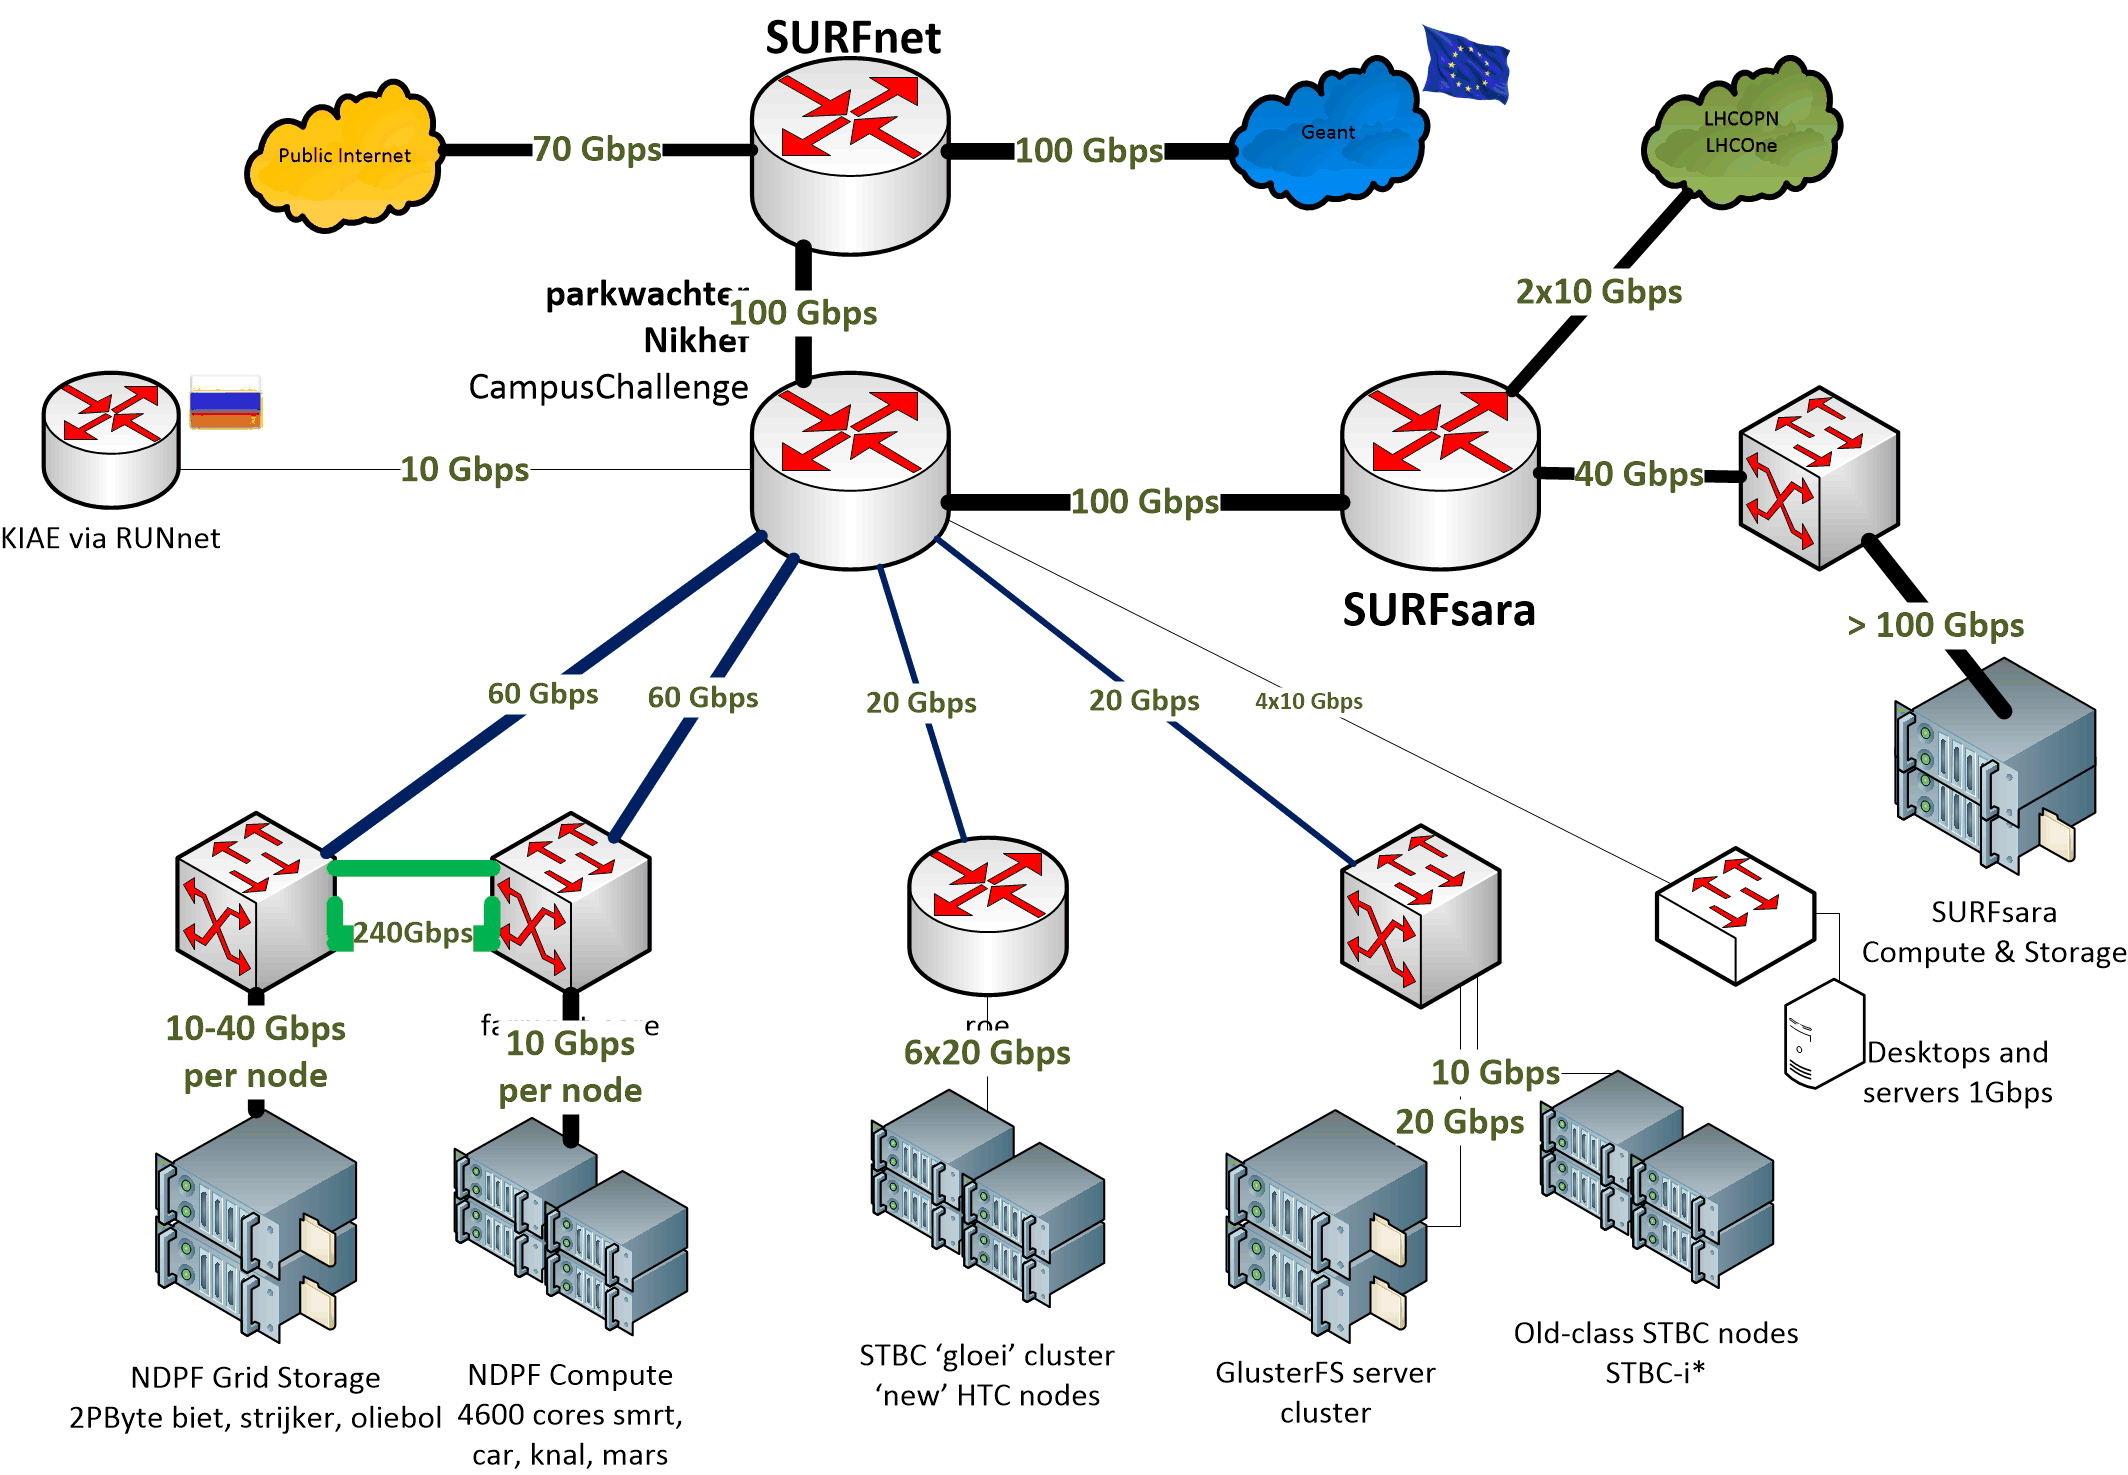 SURFnet
Public Internet
70 Gbps
100 Gbps
Geant
LHCOPN
LHCOne
parkwachter
Nikhef
CampusChallenge
100 Gbps
2x10 Gbps
KIAE via RUNnet
10 Gbps
100 Gbps
40 Gbps
SURFsara
> 100 Gbps
60 Gbps
60 Gbps
20 Gbps
20 Gbps
4x10 Gbps
240Gbps
SURFsara
Compute & Storage
10-40 Gbps
per node
10 Gbps
per node
roe
6x20 Gbps
10 Gbps
20 Gbps
Desktops and
servers 1Gbps
NDPF Grid Storage
2PByte biet, strijker, oliebol
NDPF Compute
4600 cores smrt,
car, knal, mars
STBC ‘gloei’ cluster
‘new’ HTC nodes
GlusterFS server
cluster
Old-class STBC nodes
STBC-i*